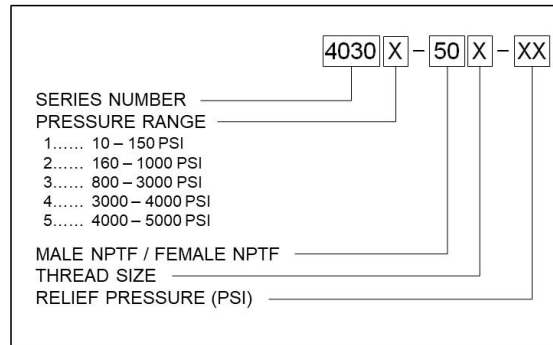 4030 X - 50 X - XX
SERIES NUMBER
PRESSURE RANGE
1...... 10 – 150 PSI
2...... 160 – 1000 PSI
3...... 800 – 3000 PSI
4...... 3000 – 4000 PSI
5...... 4000 – 5000 PSI
MALE NPTF / FEMALE NPTF
THREAD SIZE
RELIEF PRESSURE (PSI)